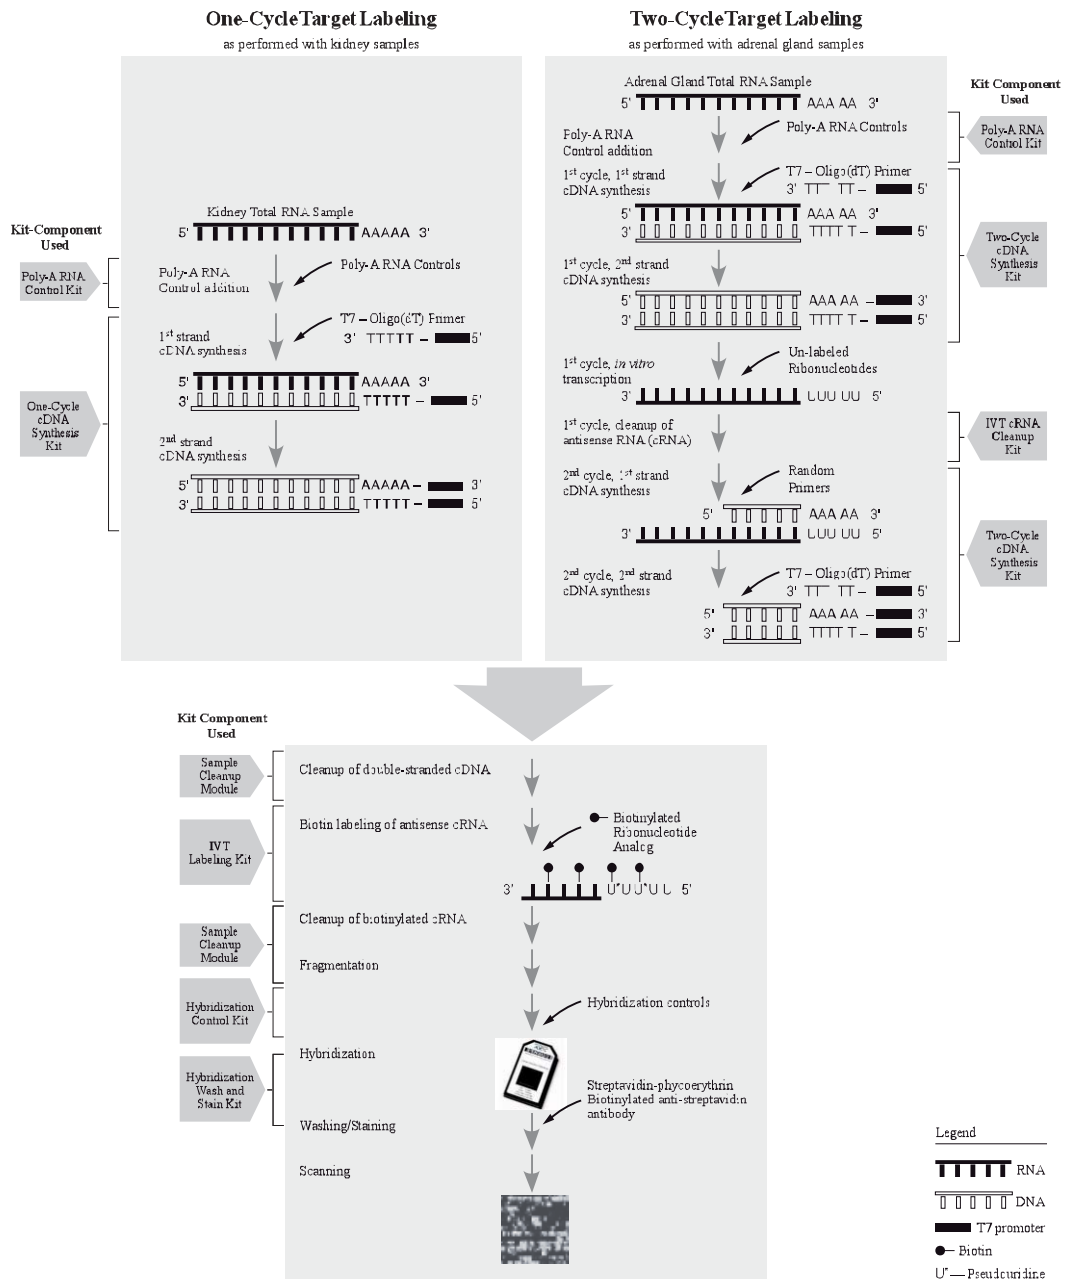 One-Cycle Target Labeling
as performed with kidney samples
Kit-Component
Used
Kidney Total RNA Sample
5' AAAAA 3'
Poly-A RNA
Control Kit
Poly-A RNA
Control addition
Poly-A RNA Controls
T7 – Oligo(dT) Primer
3' TTTTT – 5'
1st strand
cDNA synthesis
5' AAAAA 3'
3' TTTTT – 5'
One-Cycle
cDNA
Synthesis
Kit
2nd strand
cDNA synthesis
5' AAAAA – 3'
3' TTTTT – 5'
Two-Cycle Target Labeling
as performed with adrenal gland samples
Kit Component
Used
Adrenal Gland Total RNA Sample
5' AAA AA 3'
Poly-A RNA
Control addition
Poly-A RNA Controls
Poly-A RNA
Control Kit
1st cycle, 1st strand
cDNA synthesis
T7 – Oligo(dT) Primer
3' TT TT – 5'
5' AAA AA 3'
3' TTTT T – 5'
Two-Cycle
cDNA
Synthesis
Kit
1st cycle, 2nd strand
cDNA synthesis
5' AAA AA – 3'
3' TTTT T – 5'
1st cycle, in vitro
transcription
Un-labeled
Ribonucleotides
3' UUU UU 5'
1st cycle, cleanup of
antisense RNA (cRNA)
IVT cRNA
Cleanup
Kit
2nd cycle, 1st strand
cDNA synthesis
Random
Primers
5' AAA AA 3'
3' UUU UU 5'
Two-Cycle
cDNA
Synthesis
Kit
2nd cycle, 2nd strand
cDNA synthesis
T7 – Oligo(dT) Primer
3' TT TT – 5'
5' AAA AA – 3'
3' TTTT T – 5'
Kit Component
Used
Sample
Cleanup
Module
Cleanup of double-stranded cDNA
IVT
Labeling Kit
Biotin labeling of antisense cRNA
Biotinylated
Ribonucleotide
Analog
3' U*UU*UU 5'
Sample
Cleanup
Module
Cleanup of biotinylated cRNA
Fragmentation
Hybridization
Control Kit
Hybridization controls
Hybridization
Wash and
Stain Kit
Hybridization
Streptavidin-phycoerythrin
Biotinylated anti-streptavidin
antibody
Washing/Staining
Scanning
Legend
RNA
DNA
T7 promoter
Biotin
U* — Pseudouridine